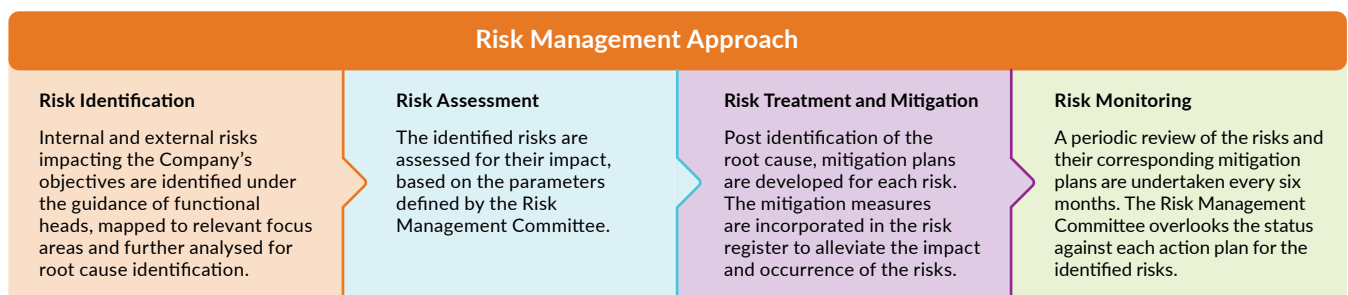 Risk Management Approach
Risk Identification
Internal and external risks
impacting the Company's
objectives are identified under
the guidance of functional
heads, mapped to relevant focus
areas and further analysed for
root cause identification.
Risk Assessment
The identified risks are
assessed for their impact,
based on the parameters
defined by the Risk
Management Committee.
Risk Treatment and Mitigation
Post identification of the
root cause, mitigation plans
are developed for each risk.
The mitigation measures
are incorporated in the risk
register to alleviate the impact
and occurrence of the risks.
Risk Monitoring
A periodic review of the risks and
their corresponding mitigation
plans are undertaken every six
months. The Risk Management
Committee overlooks the status
against each action plan for the
identified risks.